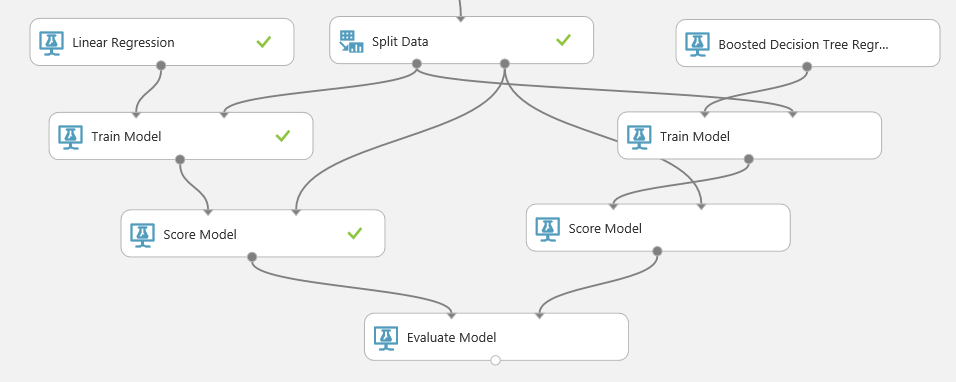 Linear Regression
Split Data
Boosted Decision Tree Regr...
Train Model
Train Model
Score Model
Score Model
Evaluate Model